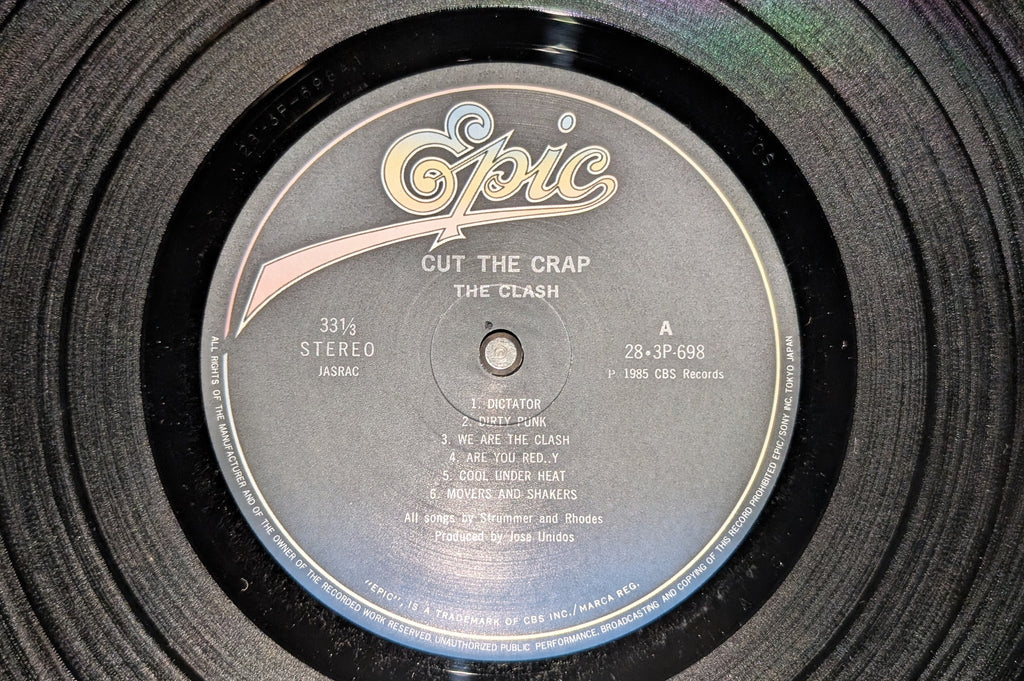 Epic
CUT THE CRAP
THE CLASH
33⅓
STEREO
JASRAC
A
28•3P-698
P 1985 CBS Records
1. DICTATOR
2. DIRTY PUNK
3. WE ARE THE CLASH
4. ARE YOU RED..Y
5. COOL UNDER HEAT
6. MOVERS AND SHAKERS
All songs by Strummer and Rhodes
Produced by Jose Unidos
"EPIC", IS A TRADEMARK OF CBS INC./MARCA REG.
ALL RIGHTS OF THE MANUFACTURER AND OF THE OWNER OF THE RECORDED WORK RESERVED. UNAUTHORIZED PUBLIC PERFORMANCE, BROADCASTING AND COPYING OF THIS RECORD PROHIBITED EPIC/SONY INC. TOKYO JAPAN